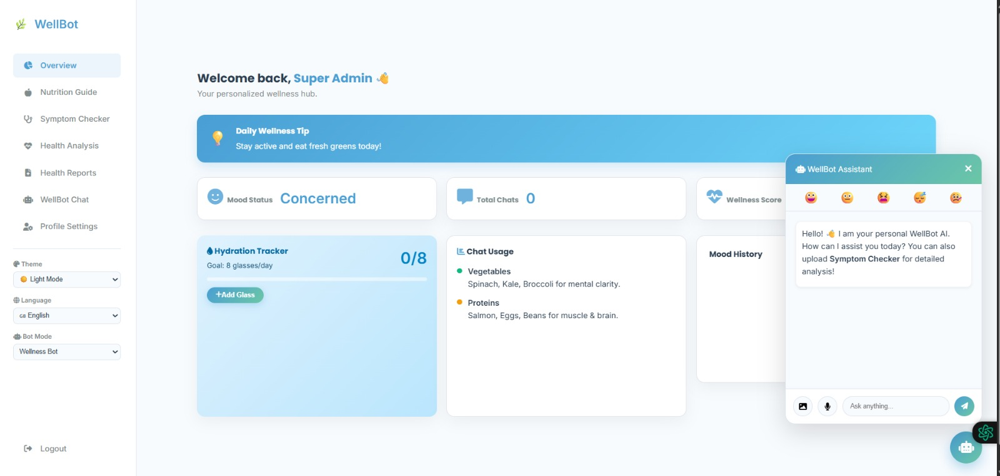 WellBot
Overview
Nutrition Guide
Symptom Checker
Health Analysis
Health Reports
WellBot Chat
Profile Settings
Theme
Light Mode
Language
GB English
Bot Mode
Wellness Bot
Logout
Welcome back, Super Admin
Your personalized wellness hub.
Daily Wellness Tip
Stay active and eat fresh greens today!
Mood Status Concerned
Total Chats 0
Wellness Score
Hydration Tracker
Goal: 8 glasses/day
0/8
+Add Glass
Chat Usage
Vegetables
Spinach, Kale, Broccoli for mental clarity.
Proteins
Salmon, Eggs, Beans for muscle & brain.
Mood History
WellBot Assistant
Hello! 👋 I am your personal WellBot AI.
How can I assist you today? You can also
upload Symptom Checker for detailed
analysis!
Ask anything...